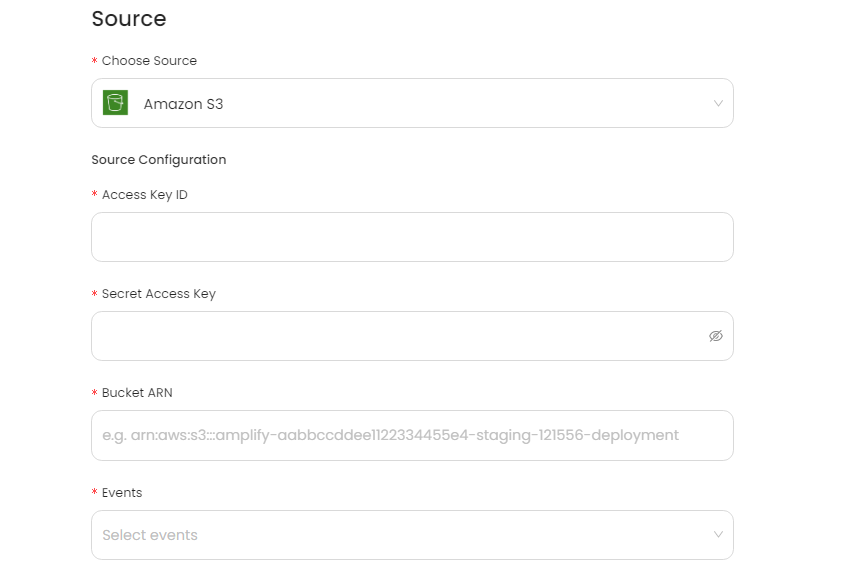 Source
* Choose Source
Amazon S3
Source Configuration
* Access Key ID
* Secret Access Key
* Bucket ARN
e.g. arn:aws:s3:::amplify-aabbccddee1122334455e4-staging-121556-deployment
* Events
Select events